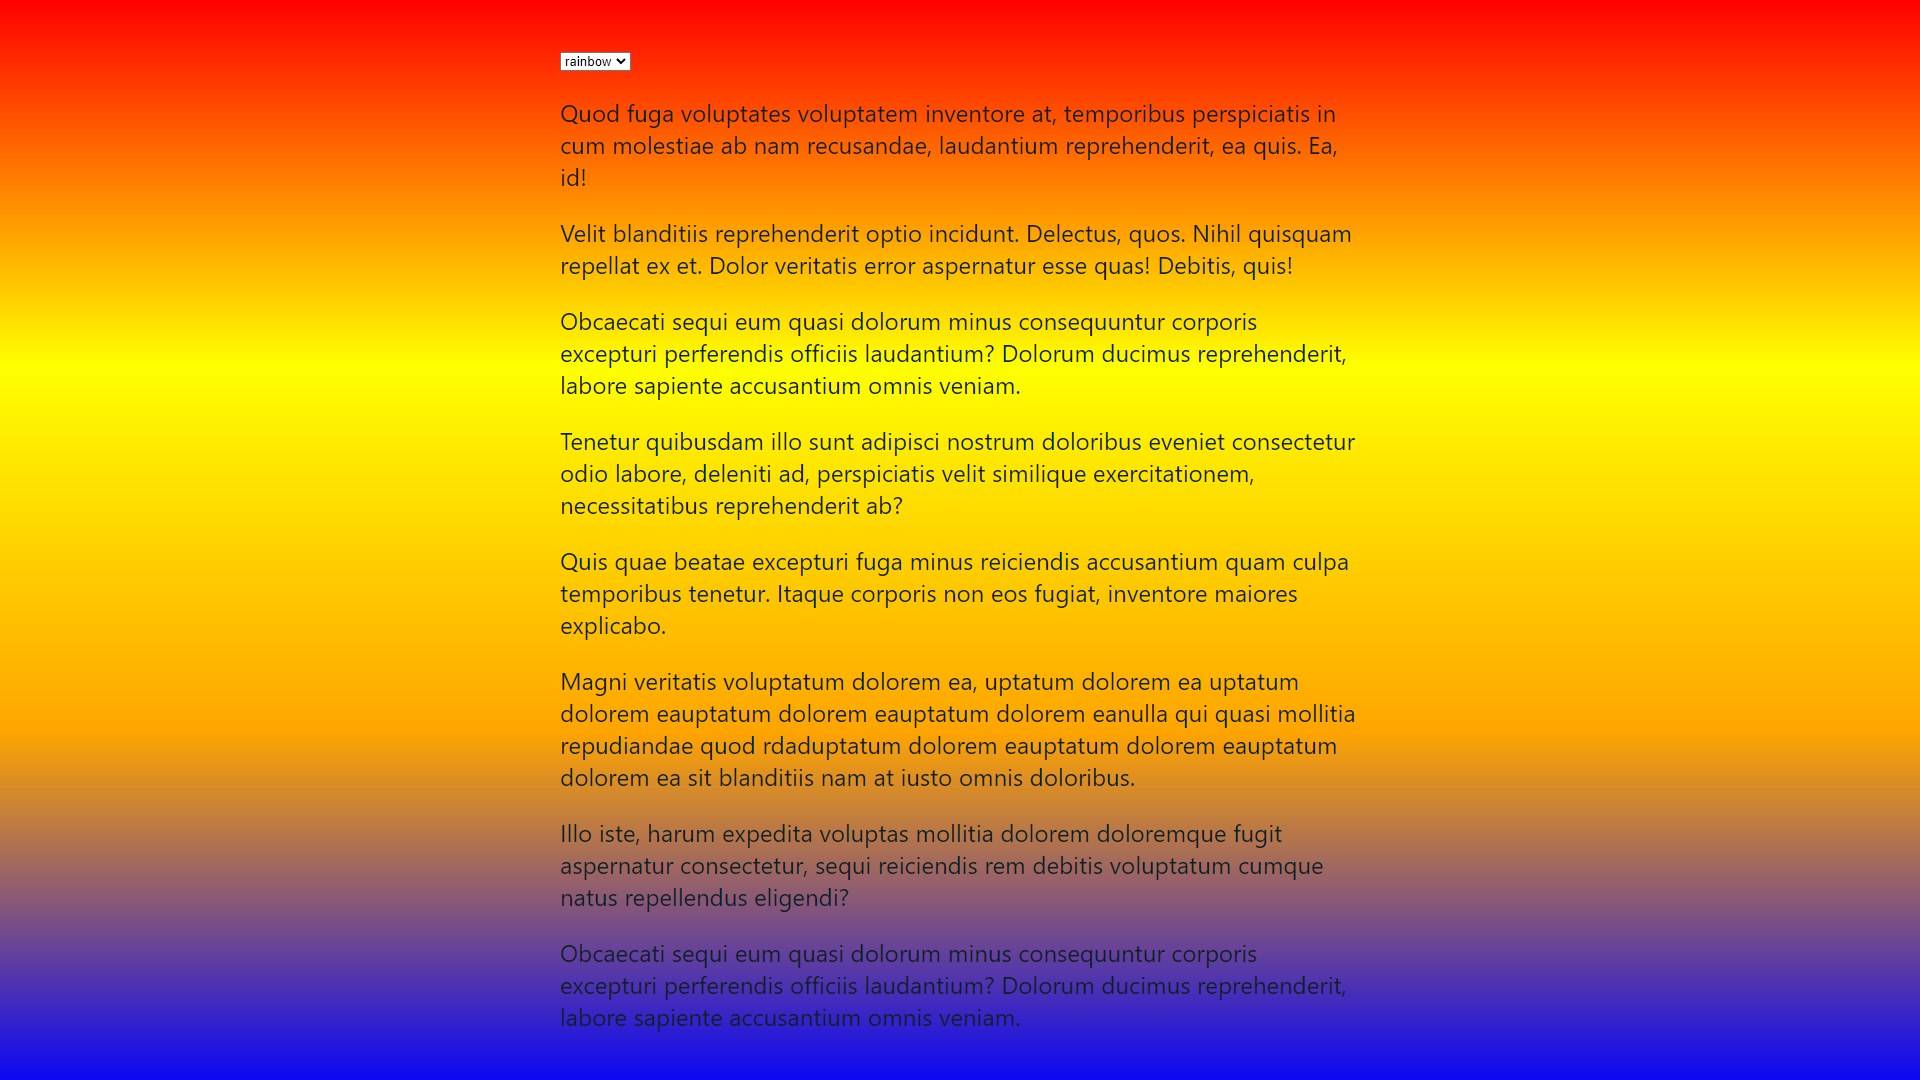 rainbow
Quod fuga voluptates voluptatem inventore at, temporibus perspiciatis in
cum molestiae ab nam recusandae, laudantium reprehenderit, ea quis. Ea,
id!
Velit blanditiis reprehenderit optio incidunt. Delectus, quos. Nihil quisquam
repellat ex et. Dolor veritatis error aspernatur esse quas! Debitis, quis!
Obcaecati sequi eum quasi dolorum minus consequuntur corporis
excepturi perferendis officiis laudantium? Dolorum ducimus reprehenderit,
labore sapiente accusantium omnis veniam.
Tenetur quibusdam illo sunt adipisci nostrum doloribus eveniet consectetur
odio labore, deleniti ad, perspiciatis velit similique exercitationem,
necessitatibus reprehenderit ab?
Quis quae beatae excepturi fuga minus reiciendis accusantium quam culpa
temporibus tenetur. Itaque corporis non eos fugiat, inventore maiores
explicabo.
Magni veritatis voluptatum dolorem ea, uptatum dolorem ea uptatum
dolorem eauptatum dolorem eauptatum dolorem eanulla qui quasi mollitia
repudiandae quod rdaduptatum dolorem eauptatum dolorem eauptatum
dolorem ea sit blanditiis nam at iusto omnis doloribus.
Illo iste, harum expedita voluptas mollitia dolorem doloremque fugit
aspernatur consectetur, sequi reiciendis rem debitis voluptatum cumque
natus repellendus eligendi?
Obcaecati sequi eum quasi dolorum minus consequuntur corporis
excepturi perferendis officiis laudantium? Dolorum ducimus reprehenderit,
labore sapiente accusantium omnis veniam.